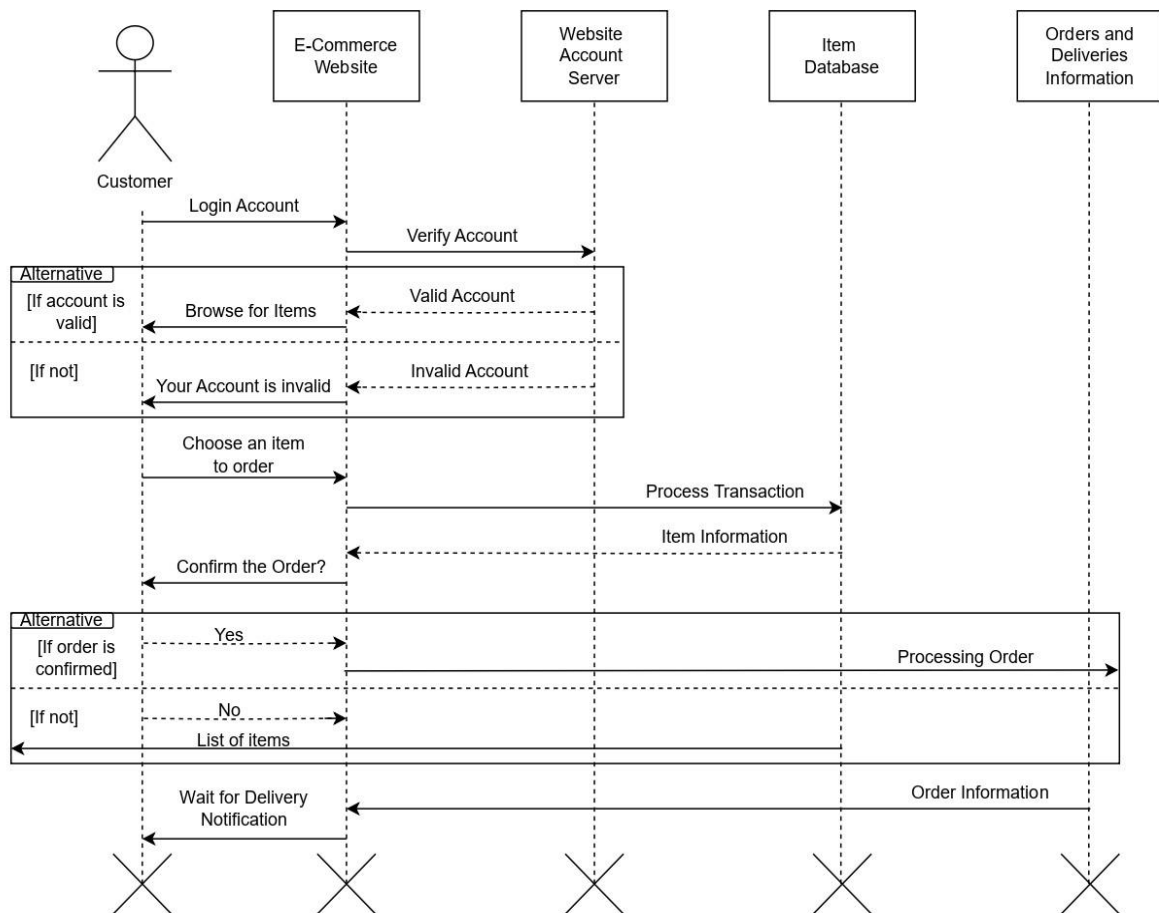 E-Commerce
Website
Website
Account
Server
Item
Database
Orders and
Deliveries
Information
Customer
Login Account
Verify Account
Alternative
[If account is
valid]
Valid Account
Browse for Items
[If not]
Invalid Account
Your Account is invalid
Choose an item
to order
Process Transaction
Item Information
Confirm the Order?
Alternative
[If order is
confirmed]
Yes
Processing Order
[If not]
No
List of items
Order Information
Wait for Delivery
Notification